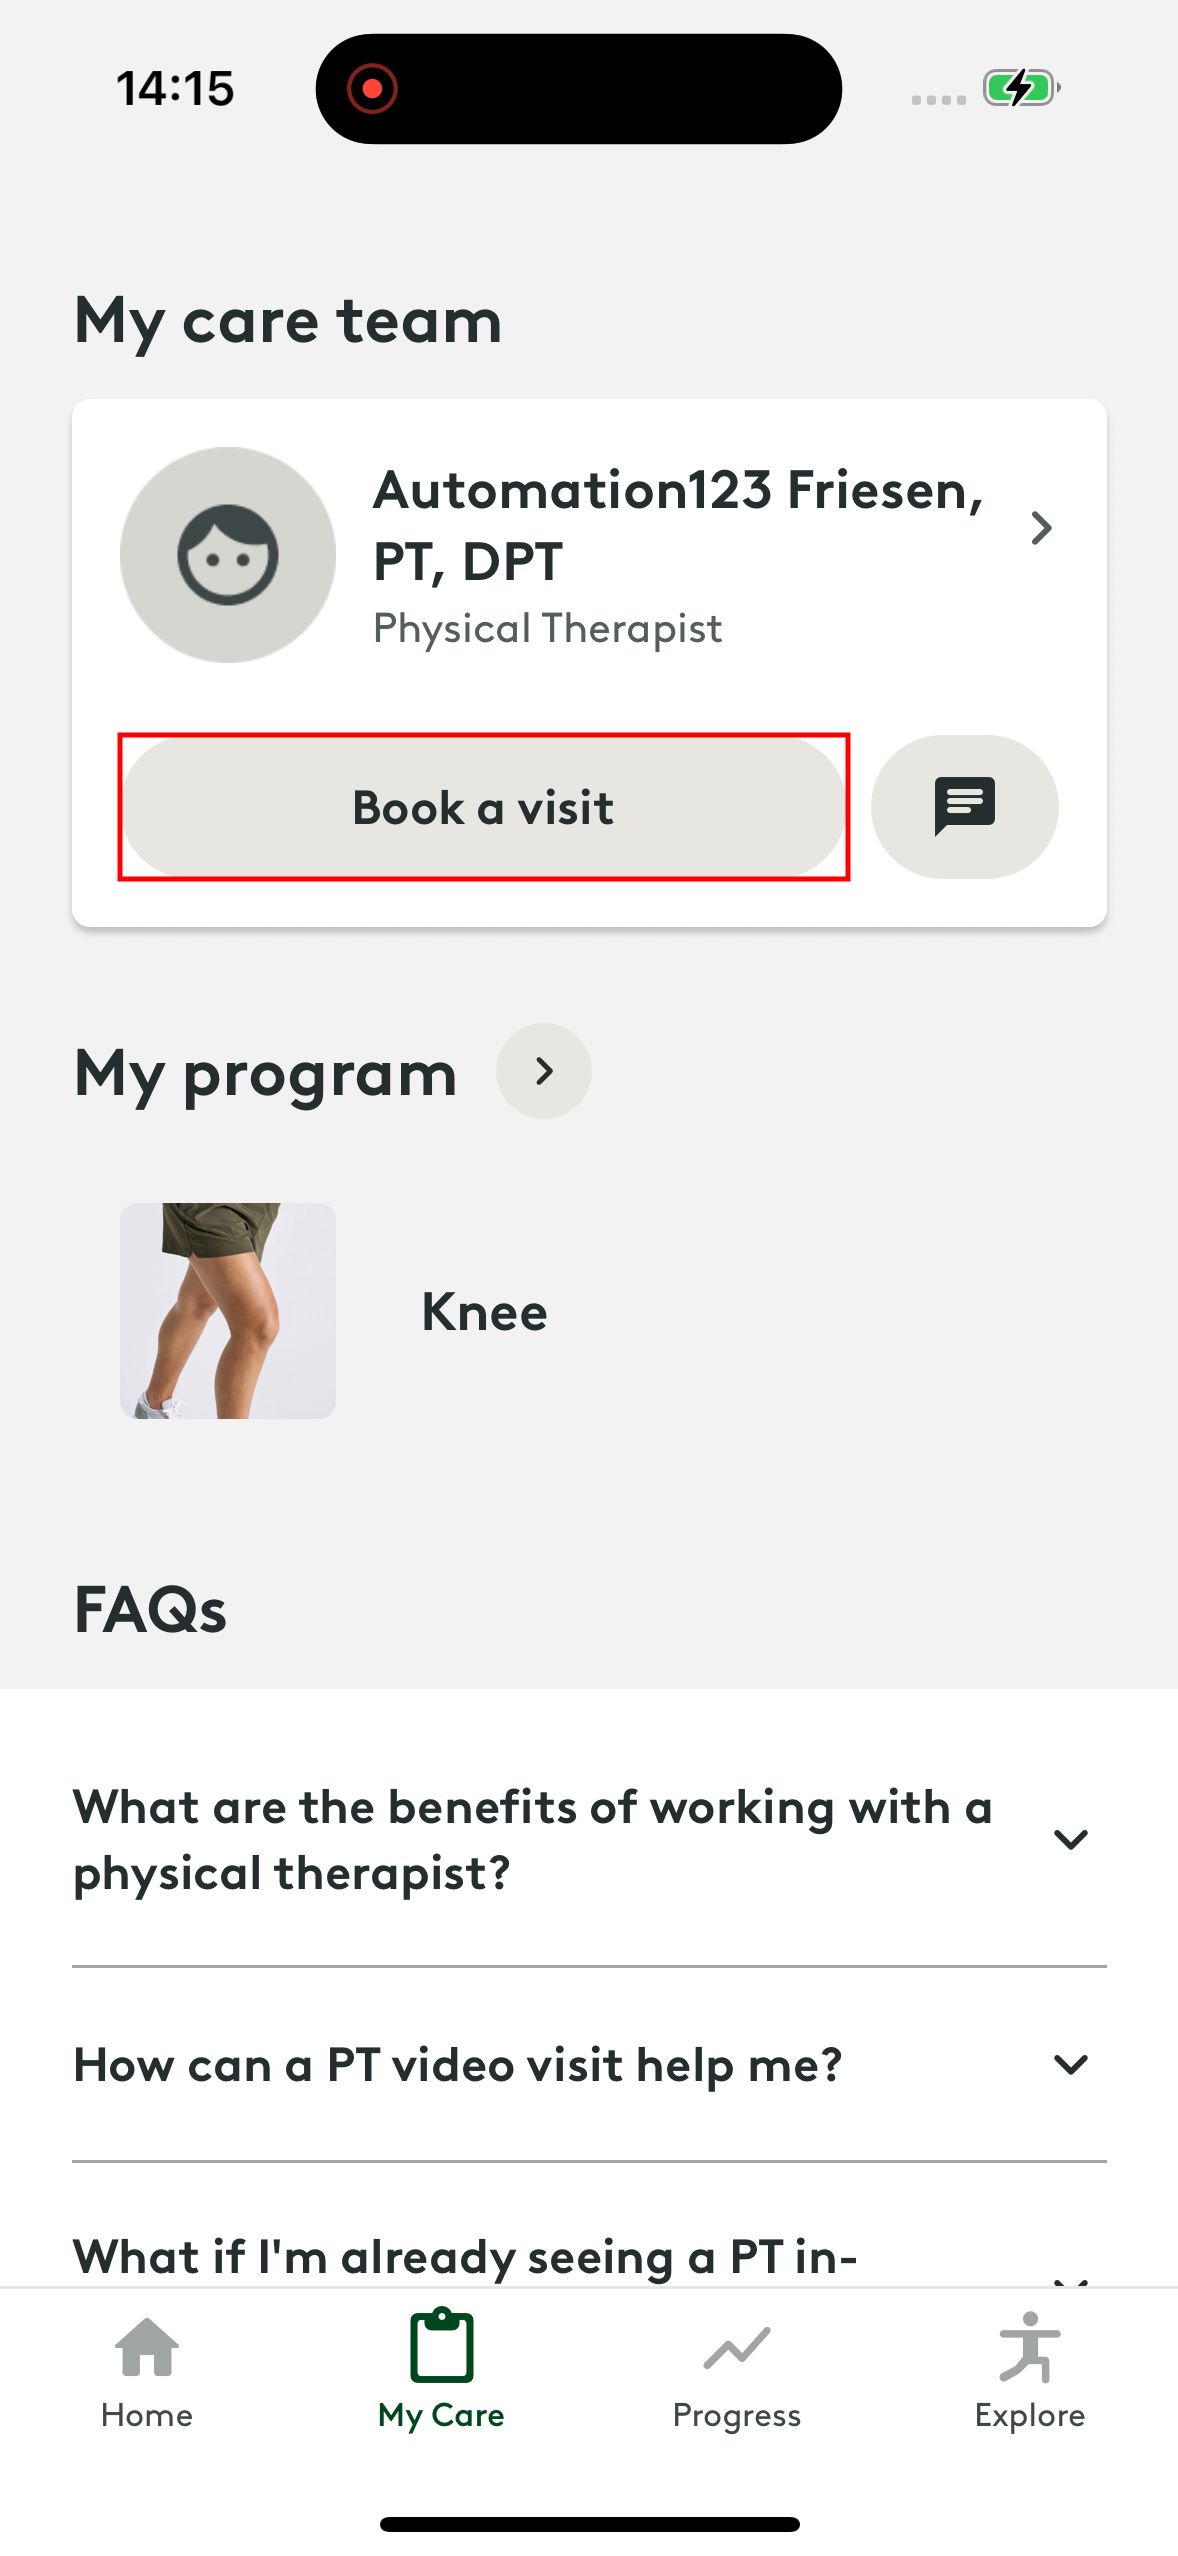 14:15
My care team
Automation123 Friesen,
PT, DPT
Physical Therapist
Book a visit
My program
Knee
FAQs
What are the benefits of working with a
physical therapist?
How can a PT video visit help me?
What if I'm already seeing a PT in-
Home
My Care
Progress
Explore